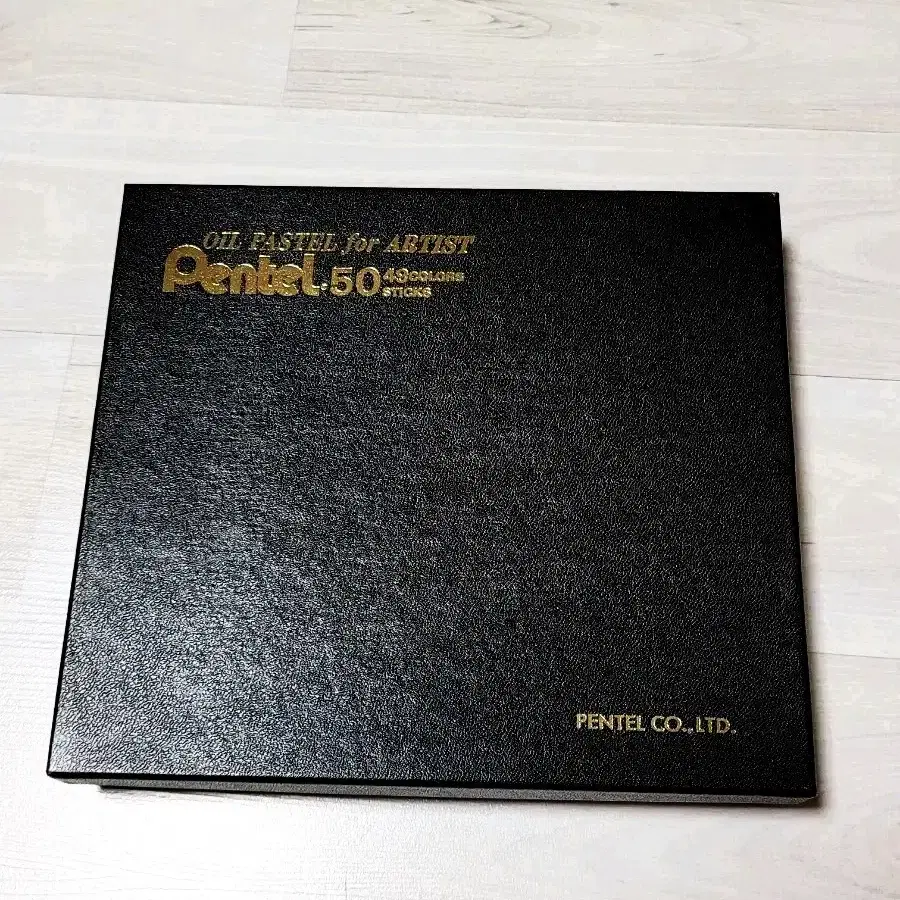 OIL PASTEL for ARTIST
Pentel. 50 49 COLORS
STICKS
PENTEL CO., LTD.